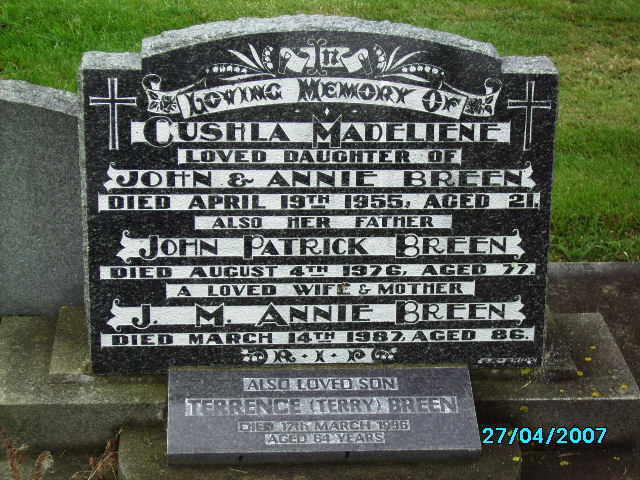 In
Loving Memory Of
Cushla Madeliene
LOVED DAUGHTER OF
JOHN & ANNIE BREEN
DIED APRIL 19TH 1955, AGED 21.
ALSO HER FATHER
John Patrick Breen
DIED AUGUST 4TH 1976, AGED 77.
A LOVED WIFE & MOTHER
J. M. Annie Breen
DIED MARCH 14TH 1987, AGED 86.
R·I·P
ALSO LOVED SON
TERRENCE (TERRY) BREEN
DIED 17TH MARCH 1996
AGED 64 YEARS
27/04/2007